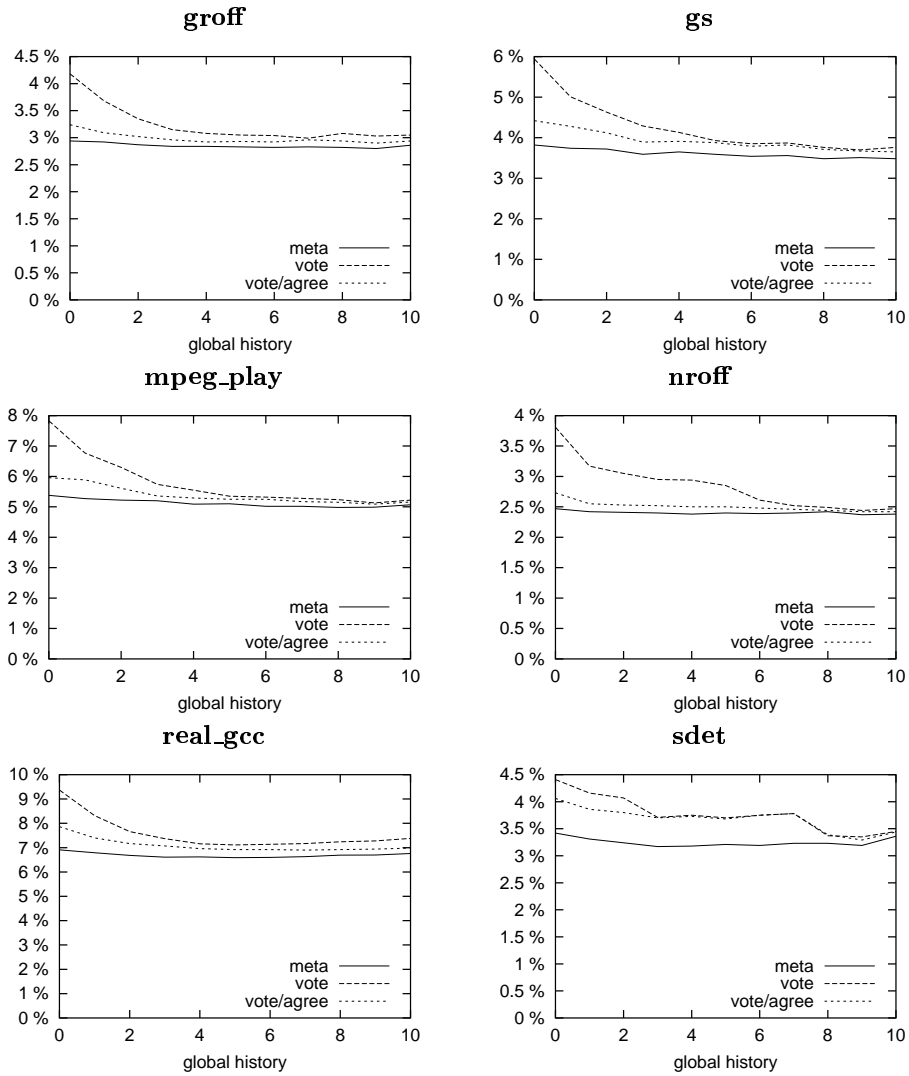 groff
4.5 %
4 %
3.5 %
3 %
2.5 %
2 %
1.5 %
1 %
0.5 %
0 %
meta
vote
vote/agree
0 2 4 6 8 10
global history
gs
6 %
5 %
4 %
3 %
2 %
1 %
0 %
meta
vote
vote/agree
0 2 4 6 8 10
global history
mpeg_play
8 %
7 %
6 %
5 %
4 %
3 %
2 %
1 %
0 %
meta
vote
vote/agree
0 2 4 6 8 10
global history
nroff
4 %
3.5 %
3 %
2.5 %
2 %
1.5 %
1 %
0.5 %
0 %
meta
vote
vote/agree
0 2 4 6 8 10
global history
real_gcc
10 %
9 %
8 %
7 %
6 %
5 %
4 %
3 %
2 %
1 %
0 %
meta
vote
vote/agree
0 2 4 6 8 10
global history
sdet
4.5 %
4 %
3.5 %
3 %
2.5 %
2 %
1.5 %
1 %
0.5 %
0 %
meta
vote
vote/agree
0 2 4 6 8 10
global history